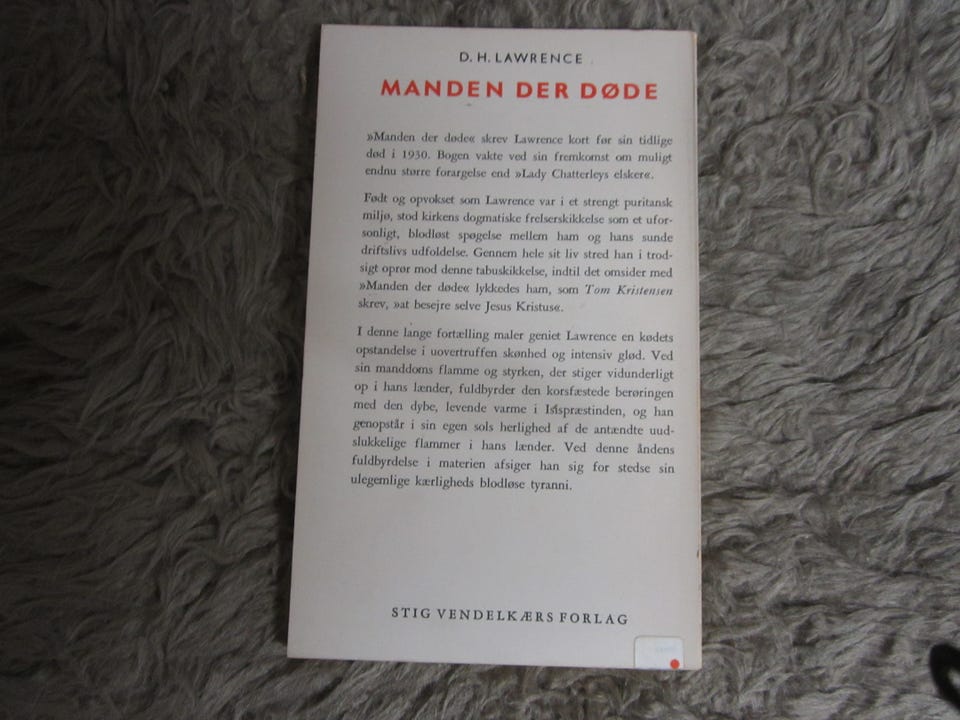 D. H. LAWRENCE
MANDEN DER DØDE
»Manden der døde« skrev Lawrence kort før sin tidlige
død i 1930. Bogen vakte ved sin fremkomst om muligt
endnu større forargelse end »Lady Chatterleys elsker«.
Født og opvokset som Lawrence var i et strengt puritansk
miljø, stod kirkens dogmatiske frelserskikkelse som et ufor-
sonligt, blodløst spøgelse mellem ham og hans sunde
driftslivs udfoldelse. Gennem hele sit liv stred han i trod-
sigt oprør mod denne tabuskikkelse, indtil det omsider med
»Manden der døde« lykkedes ham, som Tom Kristensen
skrev, »at besejre selve Jesus Kristus«.
I denne lange fortælling maler geniet Lawrence en kødets
opstandelse i uovertruffen skønhed og intensiv glød. Ved
sin manddoms flamme og styrken, der stiger vidunderligt
op i hans lænder, fuldbyrder den korsfæstede berøringen
med den dybe, levende varme i Isispræstinden, og han
genopstår i sin egen sols herlighed af de antændte uud-
slukkelige flammer i hans lænder. Ved denne åndens
fuldbyrdelse i materien afsiger han sig for stedse sin
ulegemlige kærligheds blodløse tyranni.
STIG VENDELKÆRS FORLAG